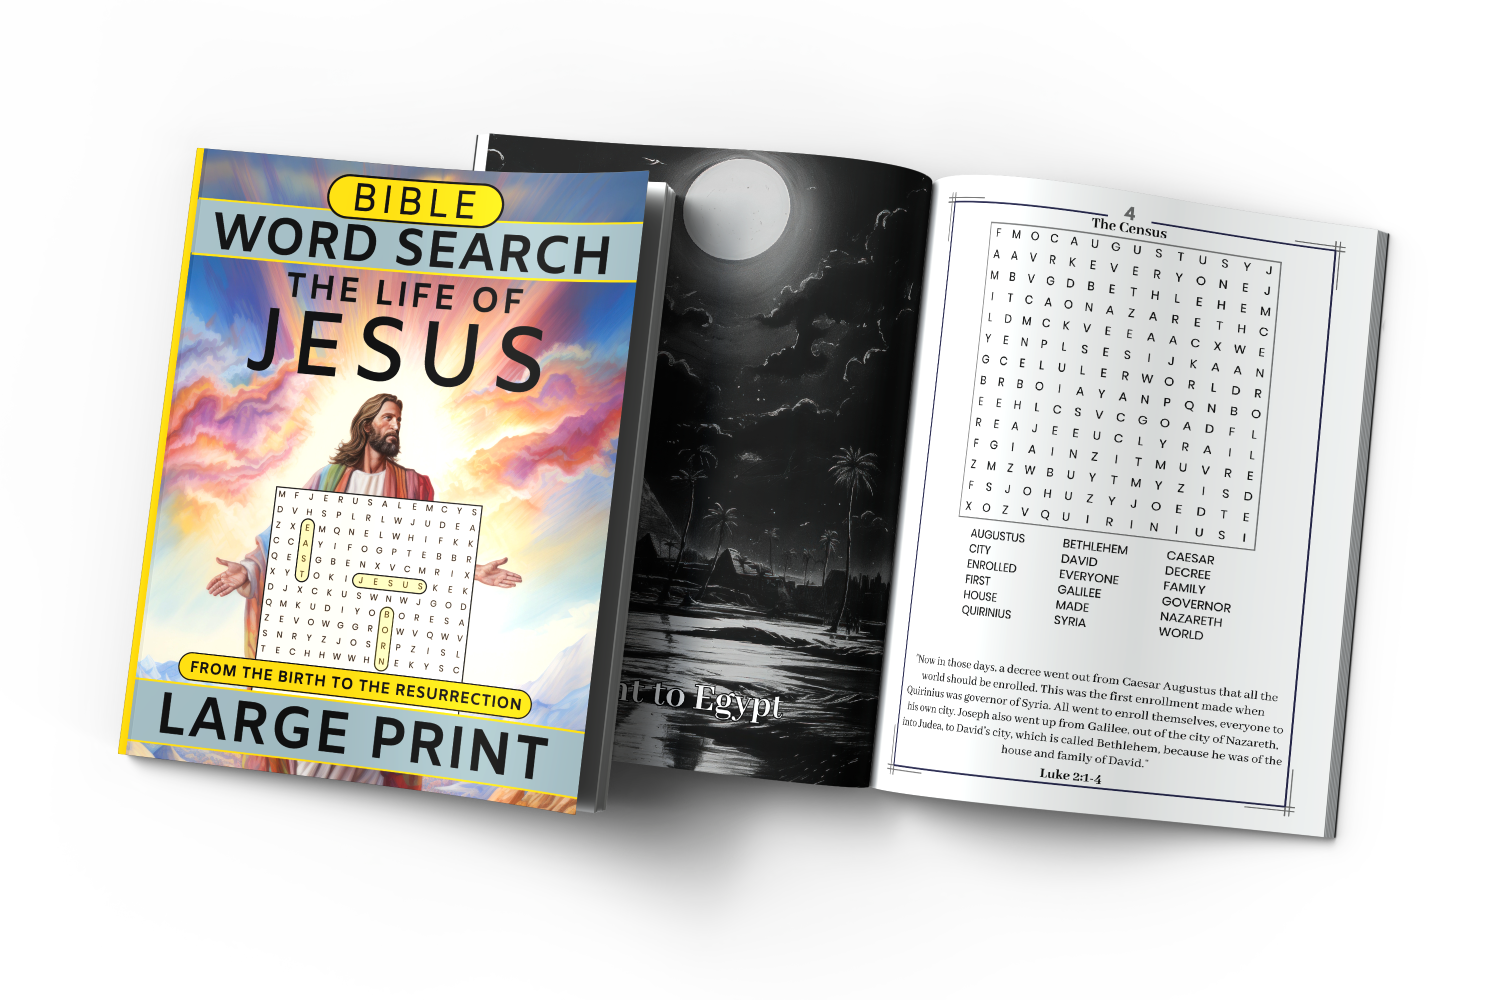 BIBLE
WORD SEARCH
THE LIFE OF
JESUS
M F J E R U S A L E M C Y S
D V H S P L R L W J U D E A
Z X E M Q N E L W H I F K K
C C A Y I F O G P T E B B R
Q E S G B E N X V C M R I X
X Y T O K I J E S U S K E K
D J X C K U S W N W J G O D
Q M K U D I Y O B O R E S A
Z E V O W G G R O W V Q W V
S N R Y Z J O S R P Z I S L
T E C H H W W H N E K Y S C
FROM THE BIRTH TO THE RESURRECTION
LARGE PRINT
to Egypt
4
The Census
F M O C A U G U S T U S Y J
A A V R K E V E R Y O N E J
M B V G D B E T H L E H E M
I T C A O N A Z A R E T H C
L D M C K V E E A A C X W E
Y E N P L S E S I J K A A N
G C E L U L E R W O R L D R
B R B O I A Y A N P Q N B O
E E H L C S V C G O A D F L
R E A J E E U C L Y R A I L
F G I A I N Z I T M U V R E
Z M Z W B U Y T M Y Z I S D
F S J O H U Z Y J O E D T E
X O Z V Q U I R I N I U S I
AUGUSTUS BETHLEHEM CAESAR
CITY DAVID DECREE
ENROLLED EVERYONE FAMILY
FIRST GALILEE GOVERNOR
HOUSE MADE NAZARETH
QUIRINIUS SYRIA WORLD
"Now in those days, a decree went out from Caesar Augustus that all the
world should be enrolled. This was the first enrollment made when
Quirinius was governor of Syria. All went to enroll themselves, everyone to
his own city. Joseph also went up from Galilee, out of the city of Nazareth,
into Judea, to David's city, which is called Bethlehem, because he was of the
house and family of David."
Luke 2:1-4